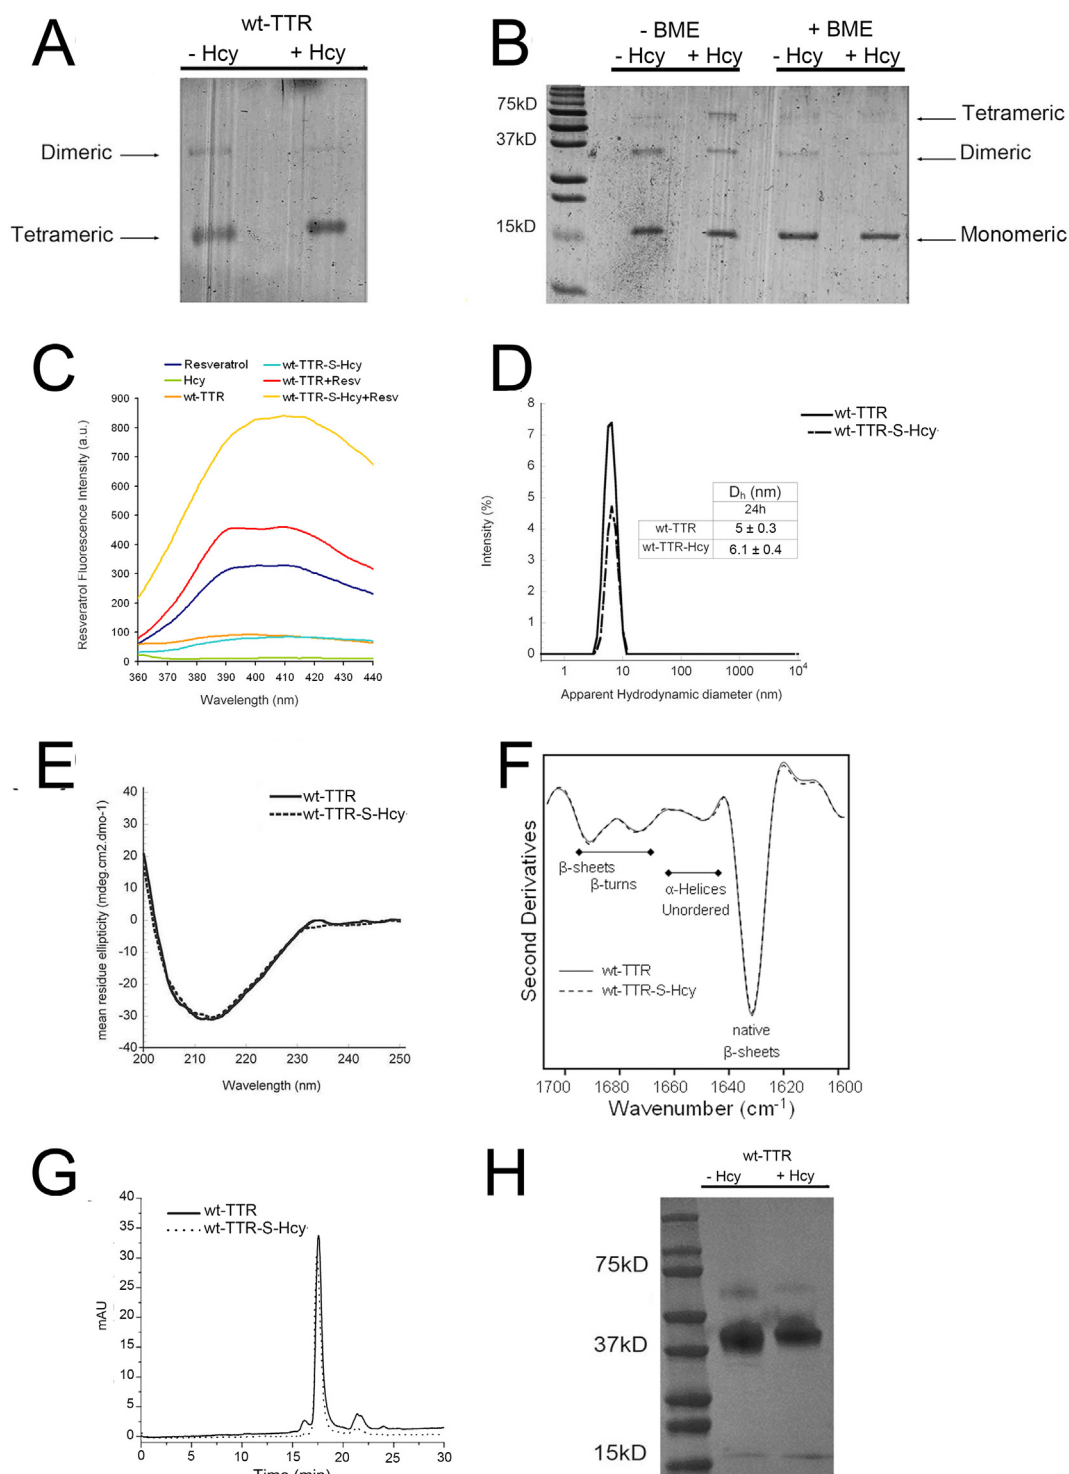 A
wt-TTR
- Hcy + Hcy
Dimeric
Tetrameric
B
- BME + BME
- Hcy + Hcy - Hcy + Hcy
75kD
37kD
15kD
Tetrameric
Dimeric
Monomeric
C
Resveratrol
Hcy
wt-TTR
wt-TTR-S-Hcy
wt-TTR+Resv
wt-TTR-S-Hcy+Resv
Resveratrol Fluorescence Intensity (a.u.)
900
800
700
600
500
400
300
200
100
0
360 370 380 390 400 410 420 430 440
Wavelength (nm)
D
wt-TTR
wt-TTR-S-Hcy
Intensity (%)
8
7
6
5
4
3
2
1
0
1 10 100 1000 10⁴
Apparent Hydrodynamic diameter (nm)
Dₕ (nm)
24h
wt-TTR 5 ± 0.3
wt-TTR-Hcy 6.1 ± 0.4
E
wt-TTR
wt-TTR-S-Hcy
mean residue ellipticity (mdeg.cm2.dmo-1)
40
30
20
10
0
-30
-20
-30
-40
200 210 220 230 240 250
Wavelength (nm)
F
Second Derivatives
β-sheets
β-turns
α-Helices
Unordered
wt-TTR
wt-TTR-S-Hcy
native
β-sheets
1700 1680 1660 1640 1620 1600
Wavenumber (cm⁻¹)
G
wt-TTR
wt-TTR-S-Hcy
mAU
40
35
30
25
20
15
10
5
0
0 5 10 15 20 25 30
Time (min)
H
wt-TTR
- Hcy + Hcy
75kD
37kD
15kD